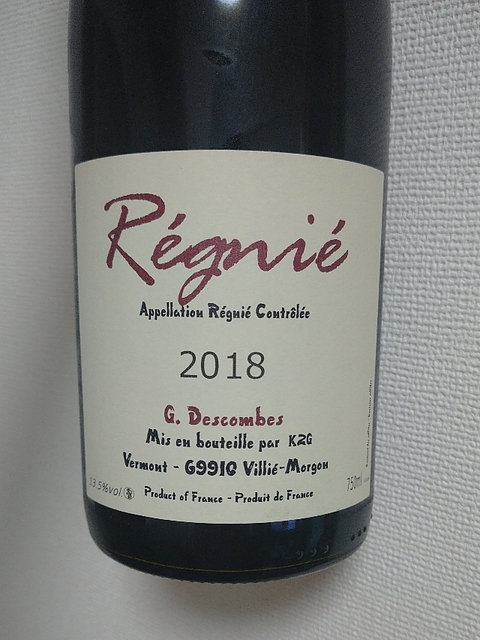 Régnié
Appellation Régnié Contrôlée
2018
G. Descombes
Mis en bouteille par K2G
Vermont - 69910 Villié-Morgon
13.5%vol.
Product of France - Produit de France
750ml